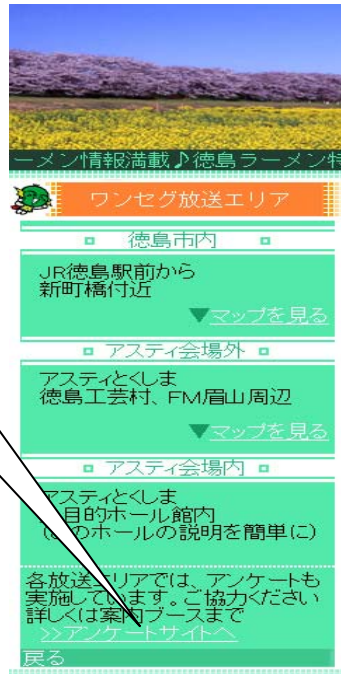 ーメン情報満載♪徳島ラーメン特
ワンセグ放送エリア
徳島市内
JR徳島駅前から
新町橋付近
▼マップを見る
アスティ会場外
アスティとくしま
徳島工芸村、FM眉山周辺
▼マップを見る
アスティ会場内
アスティとくしま
目的ホール館内
のホールの説明を簡単に)
各放送エリアでは、アンケートも
実施しています。ご協力ください
詳しくは案内ブースまで
>>アンケートサイトへ
戻る